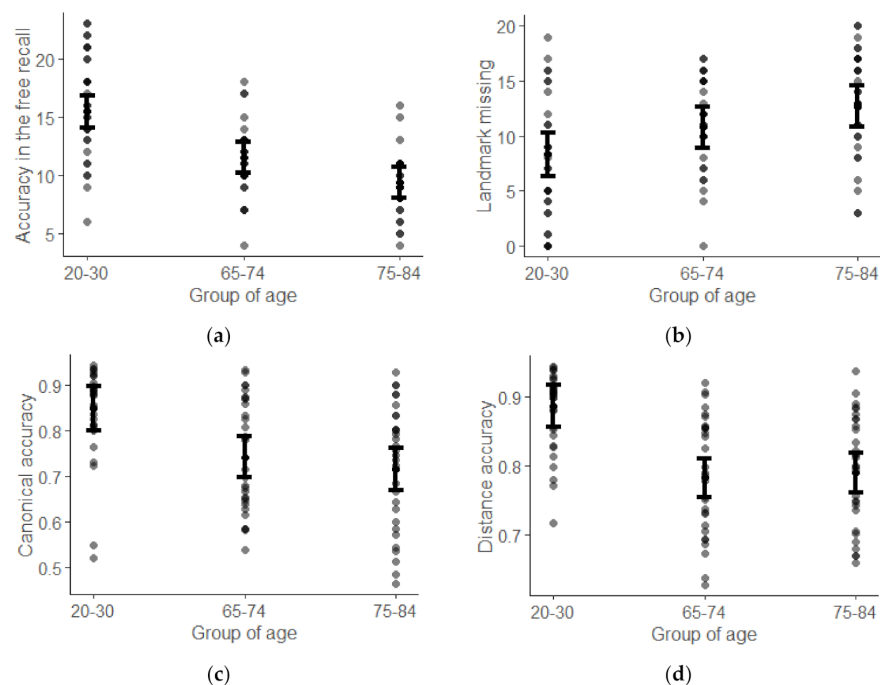 Accuracy in the free recall
20
15
10
5
20-30 65-74 75-84
Group of age
(a)
Landmark missing
20
15
10
5
0
20-30 65-74 75-84
Group of age
(b)
Canonical accuracy
0.9
0.8
0.7
0.6
0.5
20-30 65-74 75-84
Group of age
(c)
Distance accuracy
0.9
0.8
0.7
20-30 65-74 75-84
Group of age
(d)